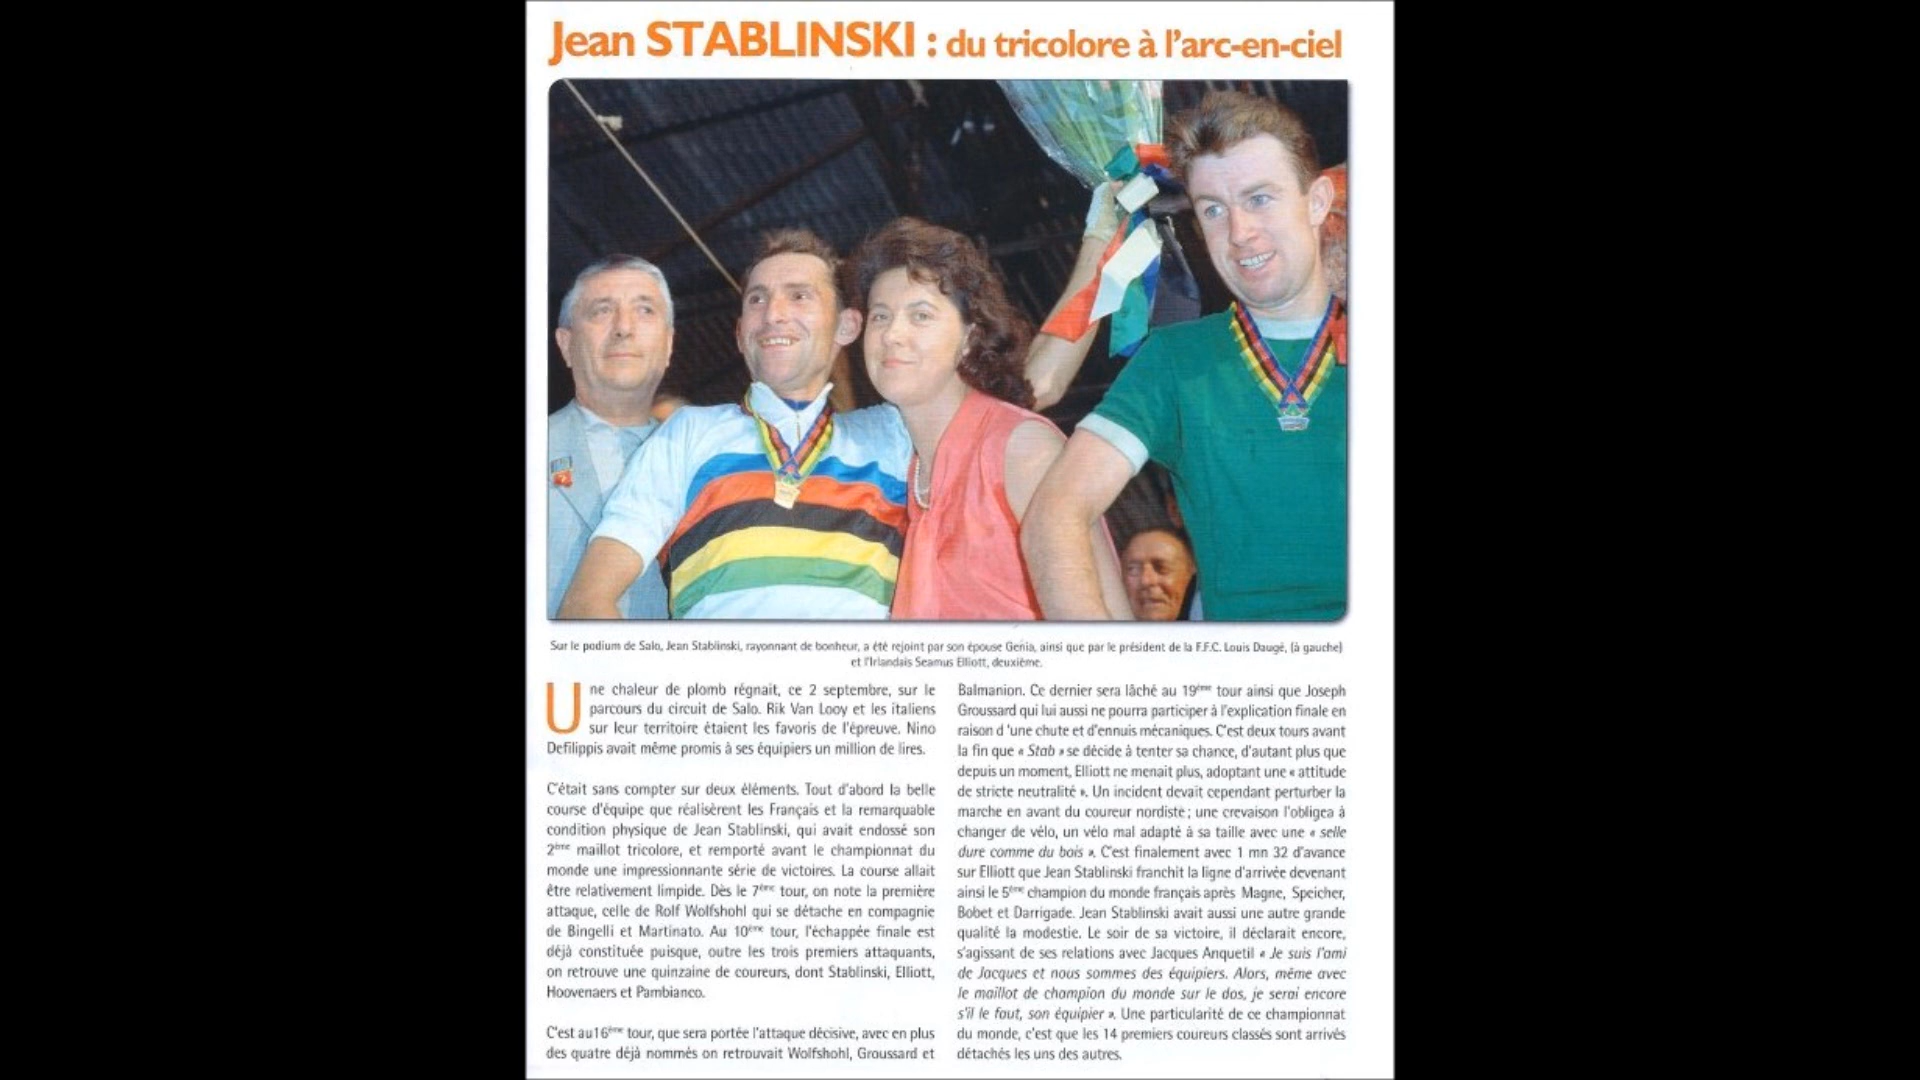 Jean STABLINSKI : du tricolore à l'arc-en-ciel
Sur le podium de Salo, Jean Stablinski, rayonnant de bonheur, a été rejoint par son épouse Genia, ainsi que par le président de la F.F.C. Louis Daugé, (à gauche)
et l'Irlandais Seamus Elliott, deuxième.
Une chaleur de plomb régnait, ce 2 septembre, sur le
parcours du circuit de Salo. Rik Van Looy et les italiens
sur leur territoire étaient les favoris de l'épreuve. Nino
Defilippis avait même promis à ses équipiers un million de lires.
C'était sans compter sur deux éléments. Tout d'abord la belle
course d'équipe que réalisèrent les Français et la remarquable
condition physique de Jean Stablinski, qui avait endossé son
2ème maillot tricolore, et remporté avant le championnat du
monde une impressionnante série de victoires. La course allait
être relativement limpide. Dès le 7ème tour, on note la première
attaque, celle de Rolf Wolfshohl qui se détache en compagnie
de Bingelli et Martinato. Au 10ème tour, l'échappée finale est
déjà constituée puisque, outre les trois premiers attaquants,
on retrouve une quinzaine de coureurs, dont Stablinski, Elliott,
Hoovenaers et Pambianco.
C'est au16ème tour, que sera portée l'attaque décisive, avec en plus
des quatre déjà nommés on retrouvait Wolfshohl, Groussard et
Balmanion. Ce dernier sera lâché au 19ème tour ainsi que Joseph
Groussard qui lui aussi ne pourra participer à l'explication finale en
raison d 'une chute et d'ennuis mécaniques. C'est deux tours avant
la fin que « Stab » se décide à tenter sa chance, d'autant plus que
depuis un moment, Elliott ne menait plus, adoptant une « attitude
de stricte neutralité ». Un incident devait cependant perturber la
marche en avant du coureur nordiste ; une crevaison l'obligea à
changer de vélo, un vélo mal adapté à sa taille avec une « selle
dure comme du bois ». C'est finalement avec 1 mn 32 d'avance
sur Elliott que Jean Stablinski franchit la ligne d'arrivée devenant
ainsi le 5ème champion du monde français après Magne, Speicher,
Bobet et Darrigade. Jean Stablinski avait aussi une autre grande
qualité la modestie. Le soir de sa victoire, il déclarait encore,
s'agissant de ses relations avec Jacques Anquetil « Je suis l'ami
de Jacques et nous sommes des équipiers. Alors, même avec
le maillot de champion du monde sur le dos, je serai encore
s'il le faut, son équipier ». Une particularité de ce championnat
du monde, c'est que les 14 premiers coureurs classés sont arrivés
détachés les uns des autres.